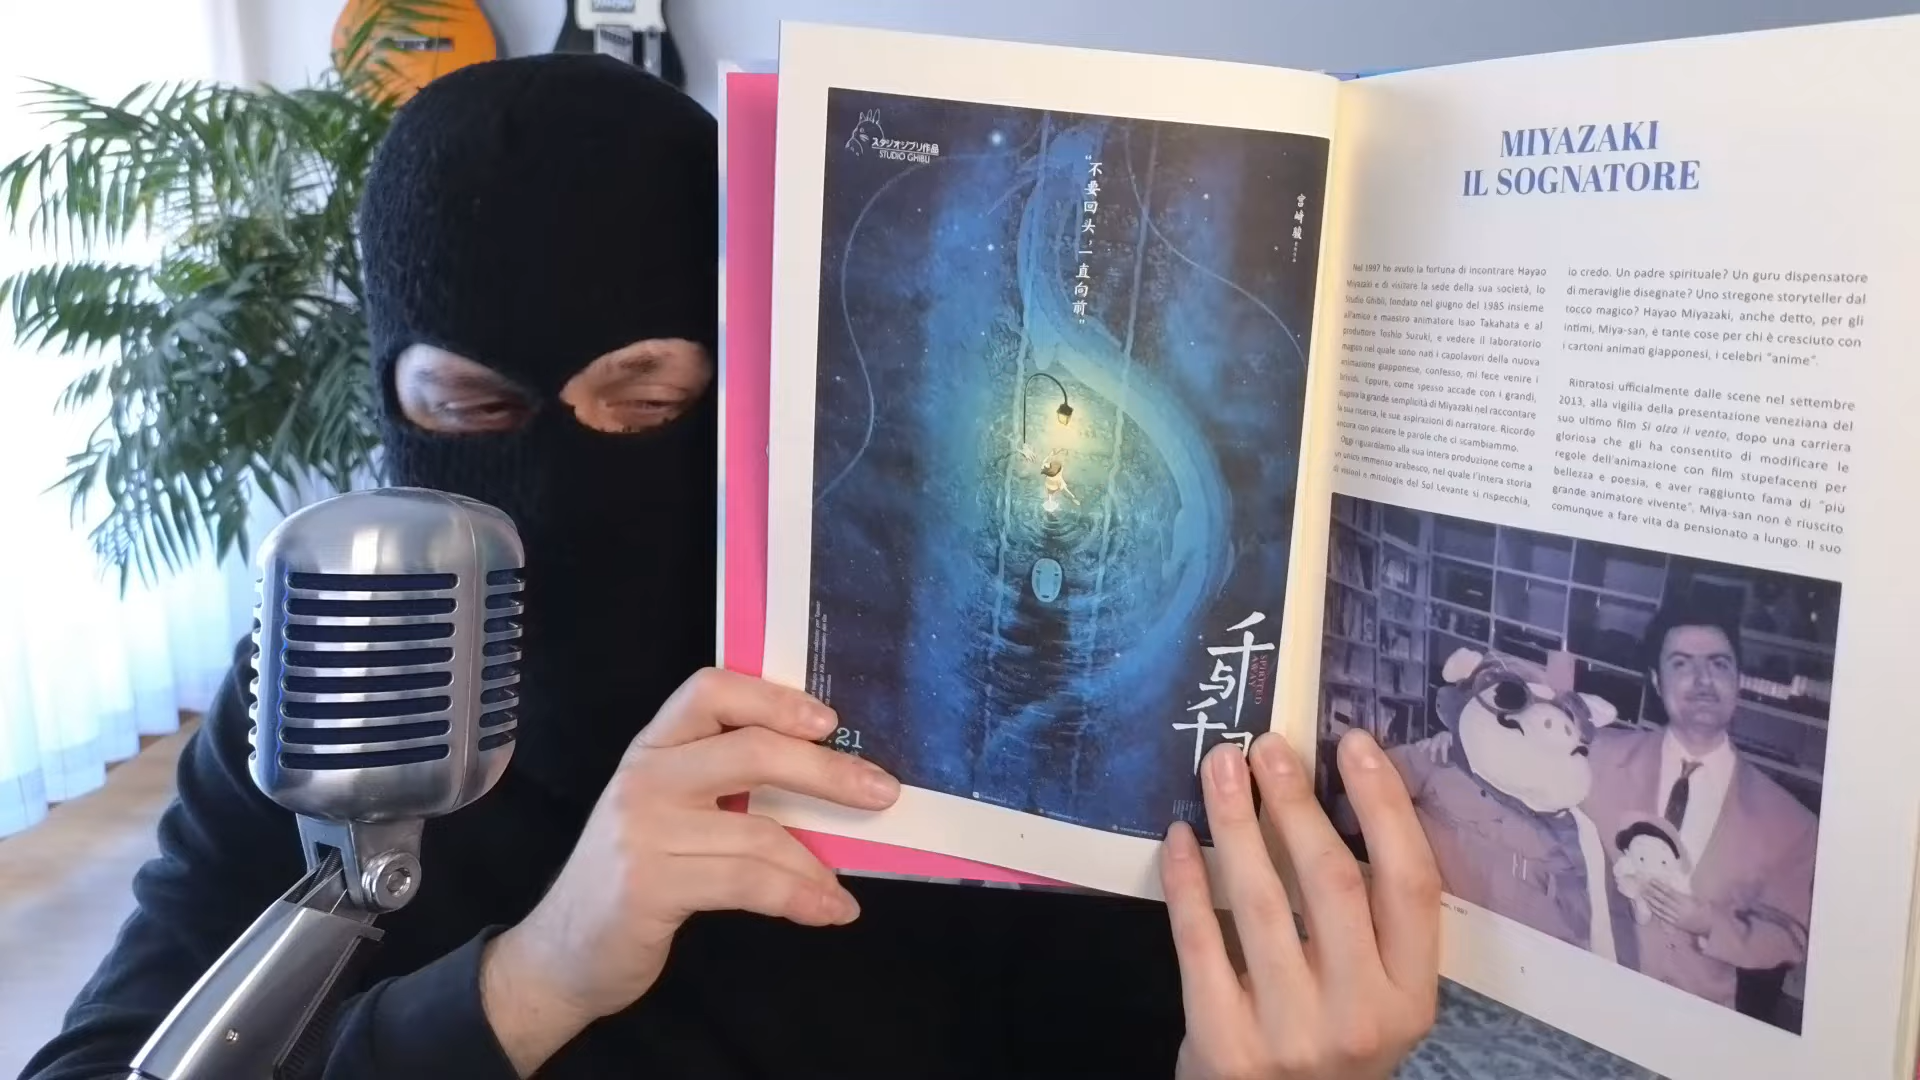 スタジオジブリ作品
STUDIO GHIBLI
"不要回头,一直向前"
宮崎駿
千与千
SPIRITED
AWAY
.21
MIYAZAKI
IL SOGNATORE
Nel 1997 ho avuto la fortuna di incontrare Hayao
Miyazaki e di visitare la sede della sua società, lo
Studio Ghibli, fondato nel giugno del 1985 insieme
all'amico e maestro animatore Isao Takahata e al
produttore Toshio Suzuki, e vedere il laboratorio
magico nel quale sono nati i capolavori della nuova
animazione giapponese, confesso, mi fece venire i
brividi. Eppure, come spesso accade con i grandi,
stupiva la grande semplicità di Miyazaki nel raccontare
la sua ricerca, le sue aspirazioni di narratore. Ricordo
ancora con piacere le parole che ci scambiammo.
Oggi riguardiamo alla sua intera produzione come a
un unico immenso arabesco, nel quale l'intera storia
di visioni e mitologie del Sol Levante si rispecchia,
io credo. Un padre spirituale? Un guru dispensatore
di meraviglie disegnate? Uno stregone storyteller dal
tocco magico? Hayao Miyazaki, anche detto, per gli
intimi, Miya-san, è tante cose per chi è cresciuto con
i cartoni animati giapponesi, i celebri "anime".
Ritiratosi ufficialmente dalle scene nel settembre
2013, alla vigilia della presentazione veneziana del
suo ultimo film Si alza il vento, dopo una carriera
gloriosa che gli ha consentito di modificare le
regole dell'animazione con film stupefacenti per
bellezza e poesia, e aver raggiunto fama di "più
grande animatore vivente", Miya-san non è riuscito
comunque a fare vita da pensionato a lungo. Il suo
1997
5